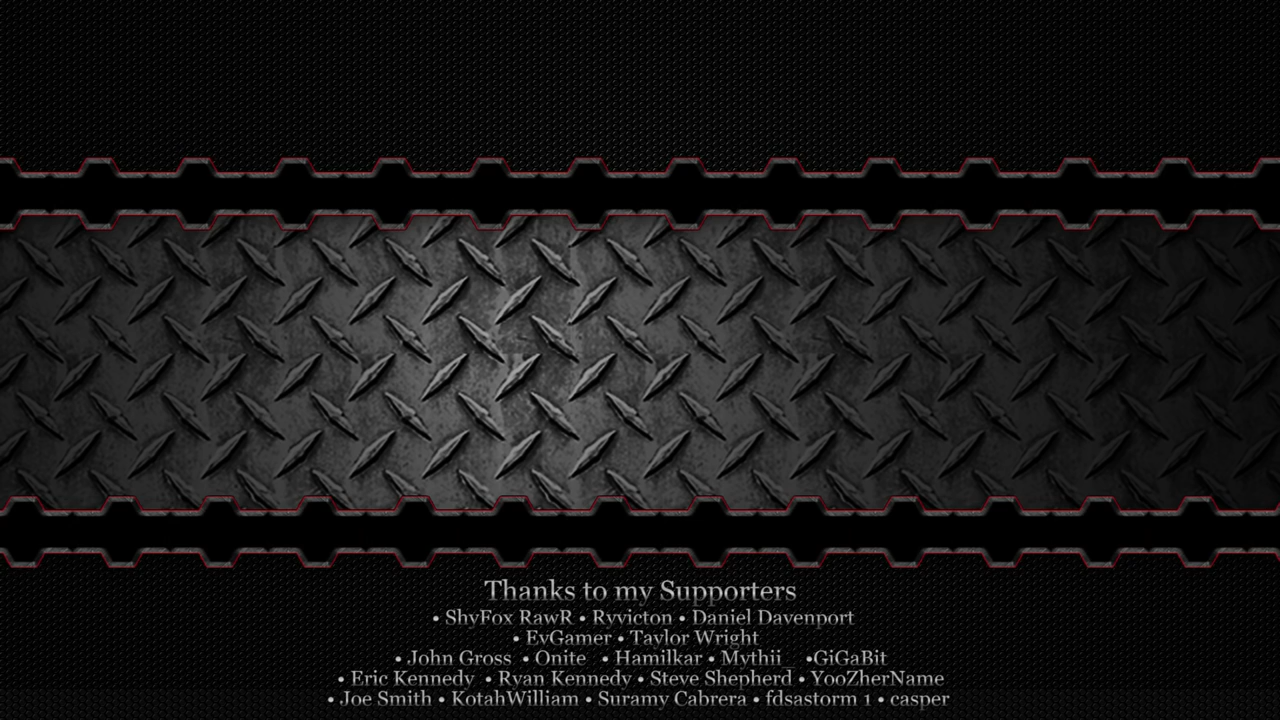 Thanks to my Supporters
• ShyFox RawR • Ryvicton • Daniel Davenport
• EvGamer • Taylor Wright
• John Gross • Onite • Hamilkar • Mythii_ •GiGaBit
• Eric Kennedy • Ryan Kennedy • Steve Shepherd • YooZherName
• Joe Smith • KotahWilliam • Suramy Cabrera • fdsastorm 1 • casper